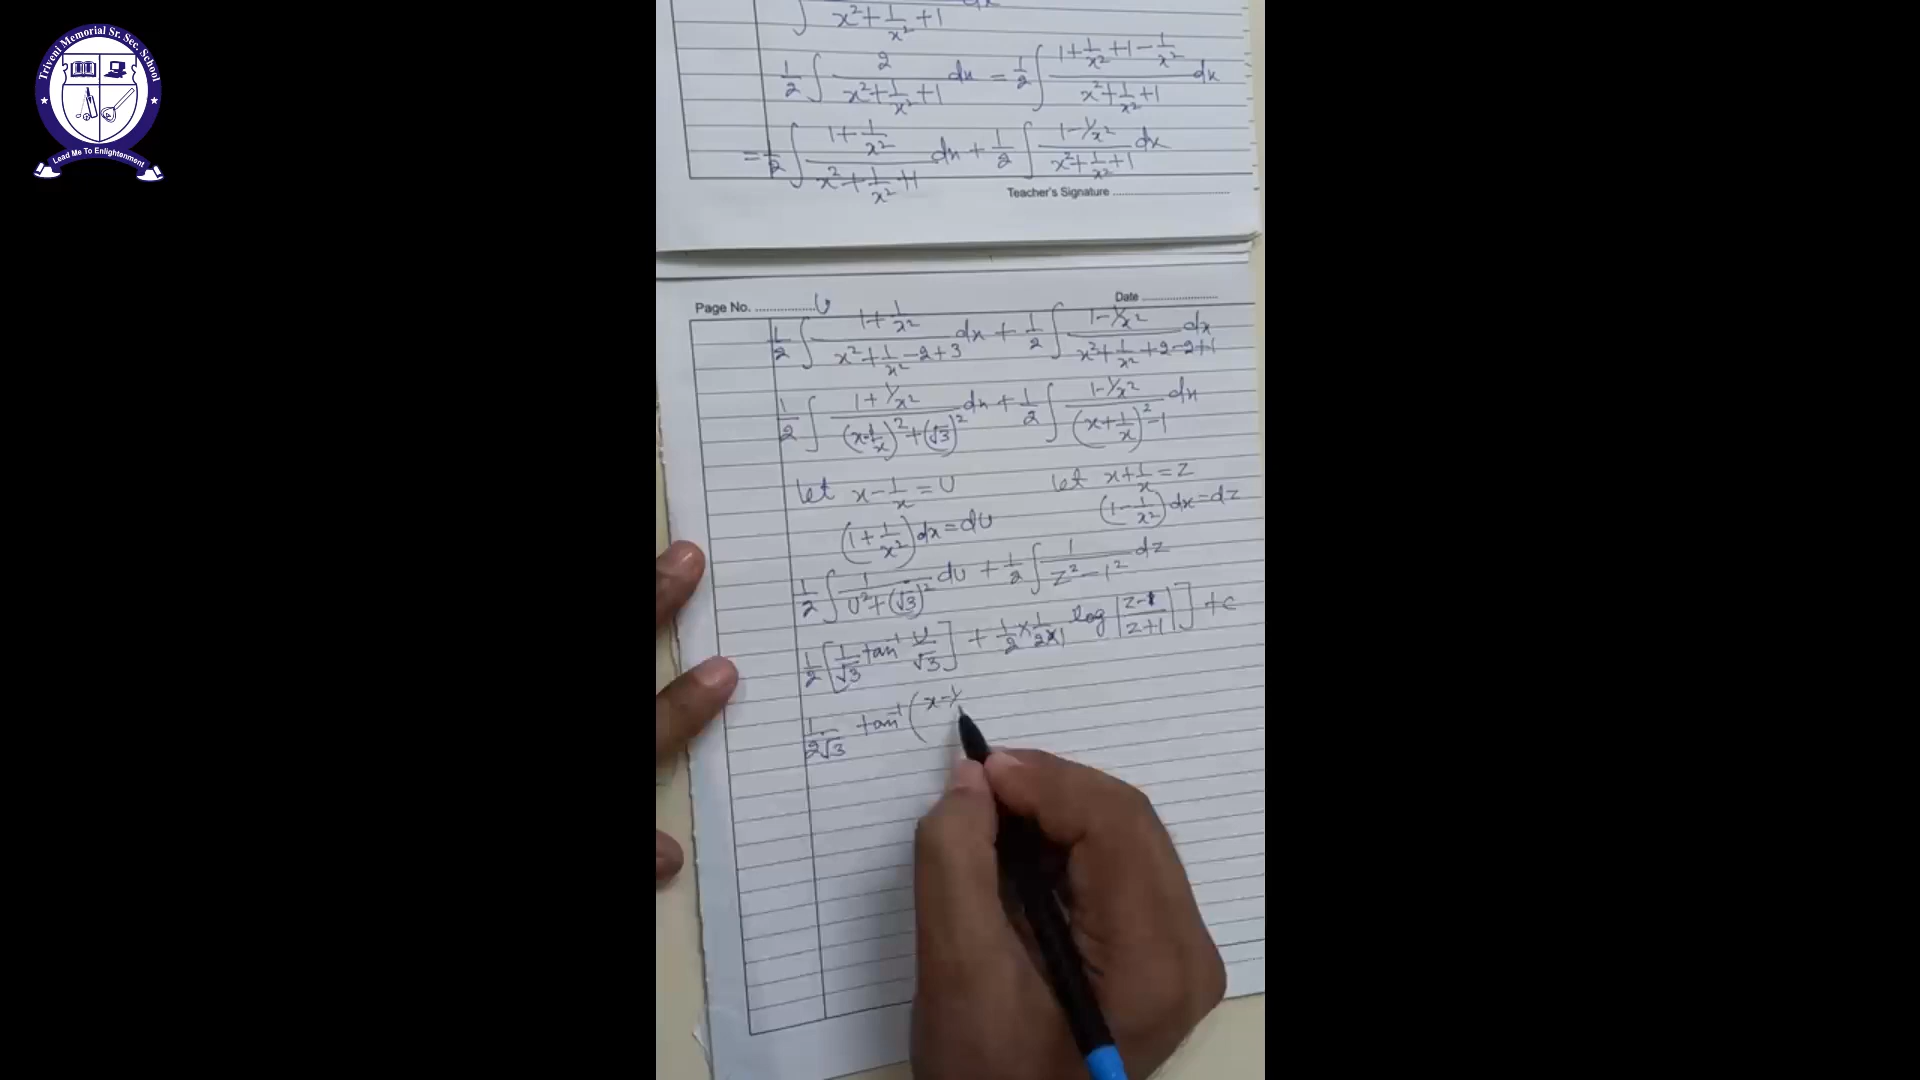 Triveni Memorial Sr. Sec. School
Lead Me To Enlightenment
∫ / x²+1/x²+1 dx
1/2 ∫ 2/(x²+1/x²+1) dx = 1/2 ∫ (1+1/x²+1-1/x²)/(x²+1/x²+1) dx
= 1/2 ∫ (1+1/x²)/(x²+1/x²+1) dx + 1/2 ∫ (1-1/x²)/(x²+1/x²+1) dx
Teacher's Signature
Page No. Date
1/2 ∫ (1+1/x²)/(x²+1/x²-2+3) dx + 1/2 ∫ (1-1/x²)/(x²+1/x²+2-2+1) dx
1/2 ∫ (1+1/x²)/((x-1/x)²+(√3)²) dx + 1/2 ∫ (1-1/x²)/((x+1/x)²-1) dx
let x-1/x = U let x+1/x = z
(1+1/x²)dx = dU (1-1/x²)dx = dz
1/2 ∫ 1/(U²+(√3)²) dU + 1/2 ∫ 1/(z²-1²) dz
1/2 [1/√3 tan⁻¹ U/√3] + 1/2 × 1/2×1 log |z-1/z+1|] + c
1/2√3 tan⁻¹ (x-1/